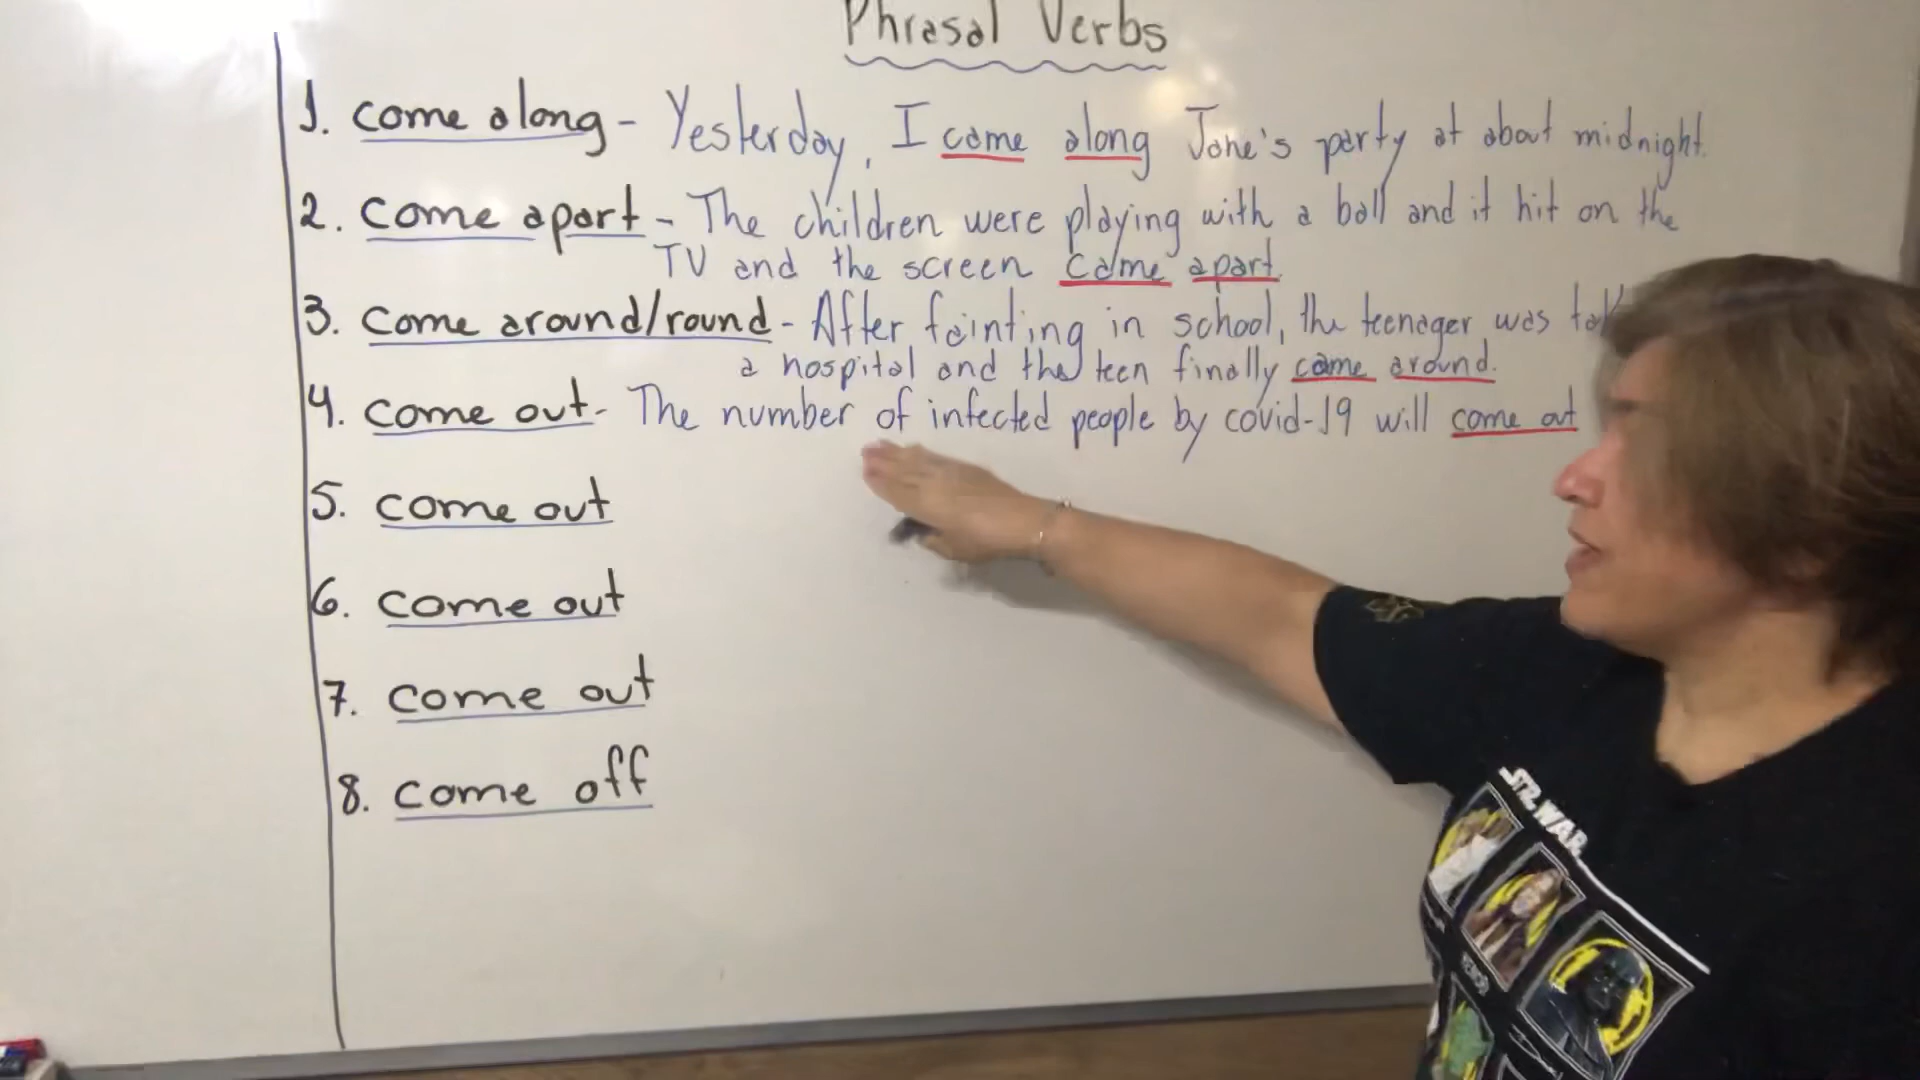 Phrasal Verbs
1. come along - Yesterday, I came along Jane's party at about midnight.
2. come apart - The children were playing with a ball and it hit on the
TV and the screen came apart.
3. come around/round - After fainting in school, the teenager was
a hospital and the teen finally came around.
4. come out - The number of infected people by covid-19 will come out
5. come out
6. come out
7. come out
8. come off
STAR WARS